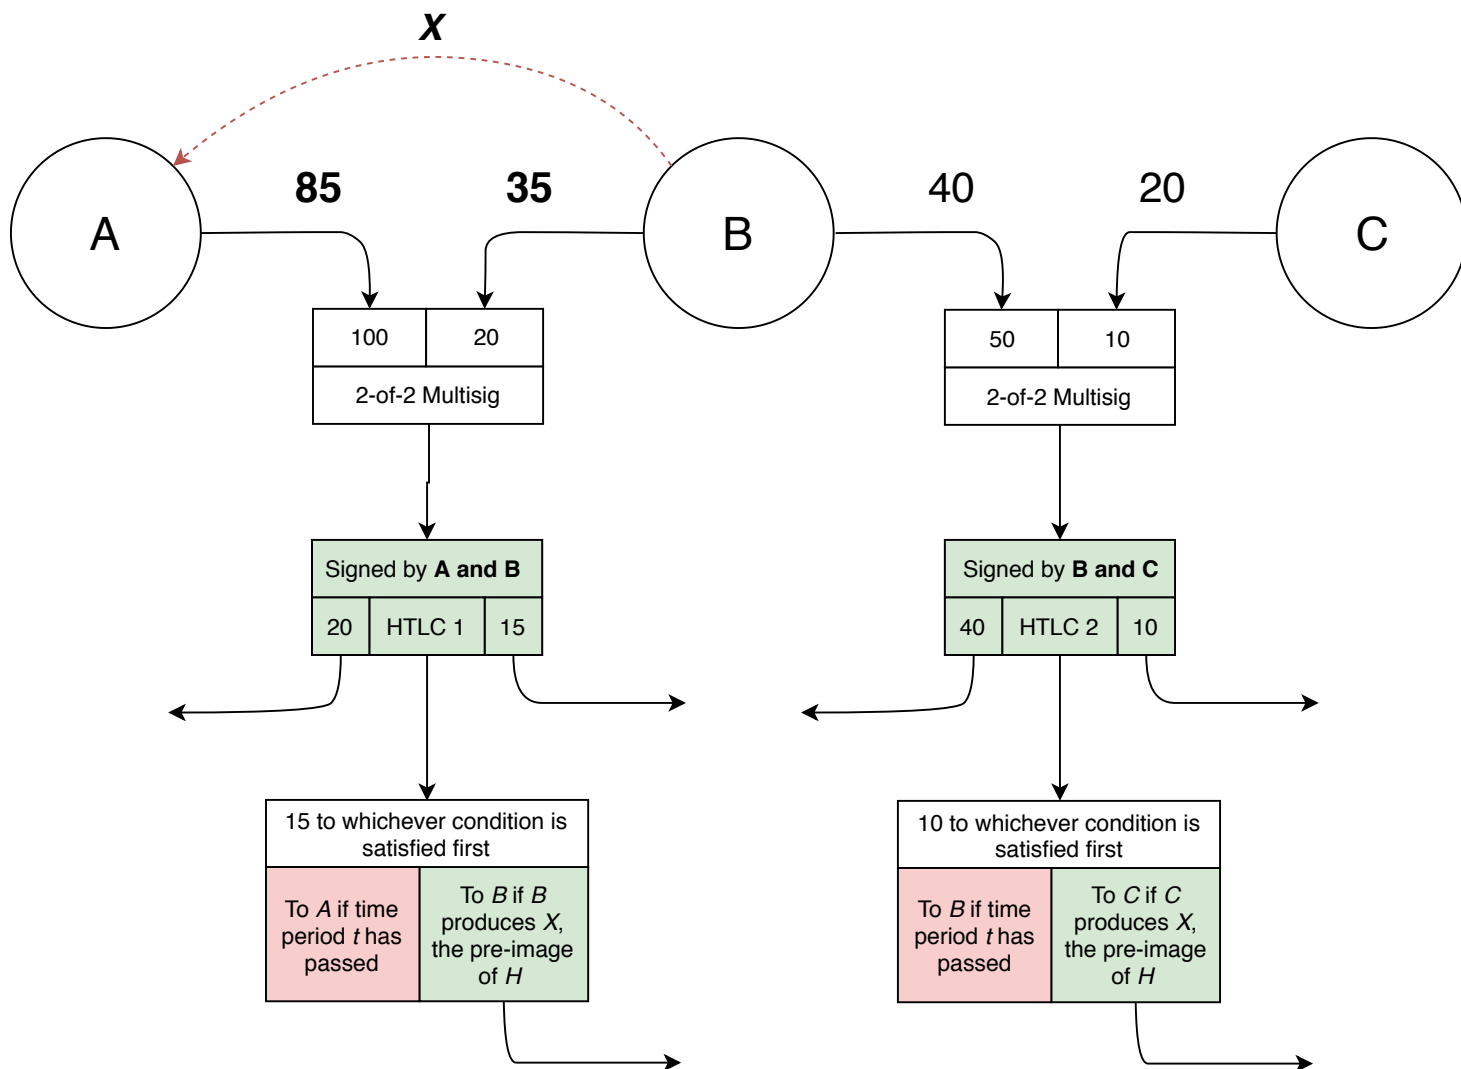 X
85
35
40
20
A
B
C
100
20
50
10
2-of-2 Multisig
2-of-2 Multisig
Signed by A and B
Signed by B and C
20
HTLC 1
15
40
HTLC 2
10
15 to whichever condition is
satisfied first
To A if time
period t has
passed
To B if B
produces X,
the pre-image
of H
10 to whichever condition is
satisfied first
To B if time
period t has
passed
To C if C
produces X,
the pre-image
of H